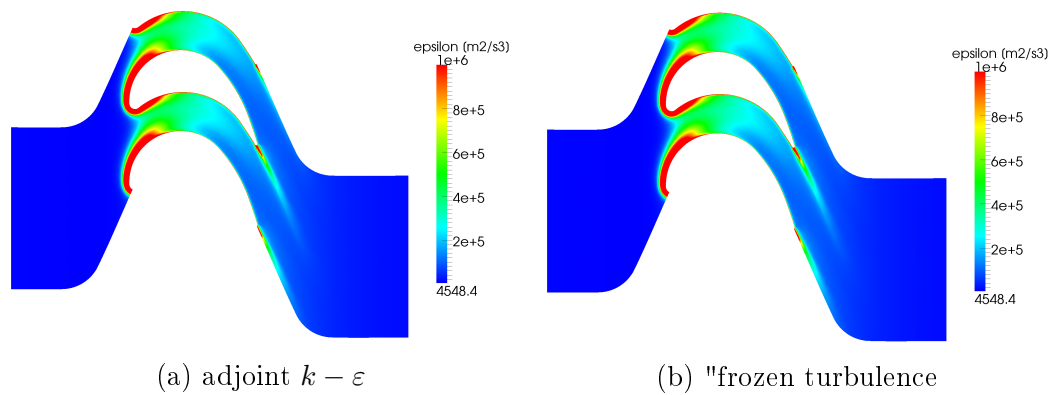 epsilon [m2/s3]
1e+6
8e+5
6e+5
4e+5
2e+5
4548.4
epsilon [m2/s3]
1e+6
8e+5
6e+5
4e+5
2e+5
4548.4
(a) adjoint k − ε
(b) "frozen turbulence